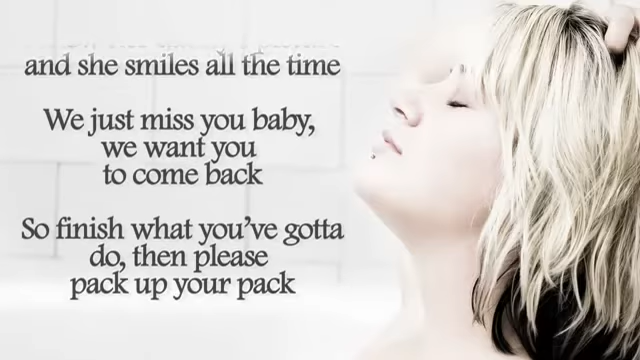 and she smiles all the time
We just miss you baby,
we want you
to come back
So finish what you've gotta
do, then please
pack up your pack